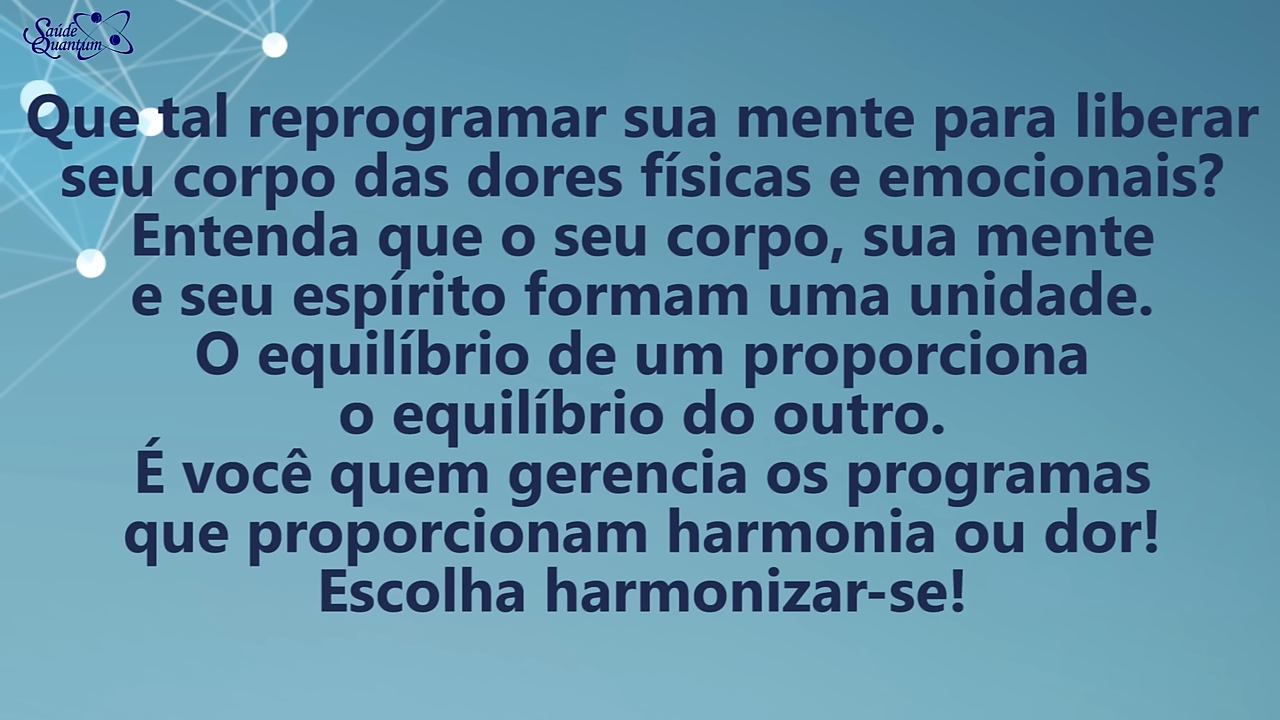 Saúde
Quantum
Que tal reprogramar sua mente para liberar
seu corpo das dores físicas e emocionais?
Entenda que o seu corpo, sua mente
e seu espírito formam uma unidade.
O equilíbrio de um proporciona
o equilíbrio do outro.
É você quem gerencia os programas
que proporcionam harmonia ou dor!
Escolha harmonizar-se!